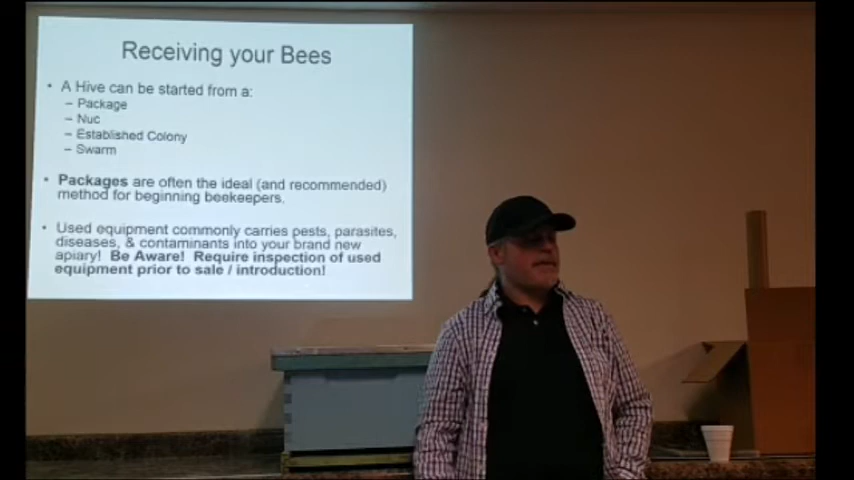 Receiving your Bees
• A Hive can be started from a:
– Package
– Nuc
– Established Colony
– Swarm
• Packages are often the ideal (and recommended)
method for beginning beekeepers.
• Used equipment commonly carries pests, parasites,
diseases, & contaminants into your brand new
apiary! Be Aware! Require inspection of used
equipment prior to sale / introduction!